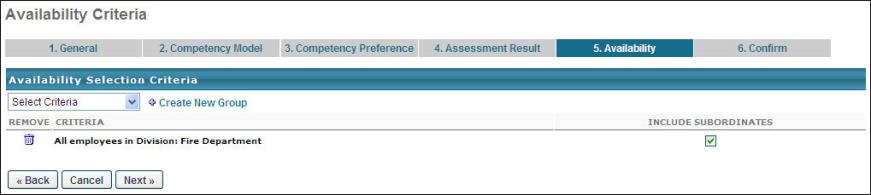 Availability Criteria
1. General 2. Competency Model 3. Competency Preference 4. Assessment Result 5. Availability 6. Confirm
Availability Selection Criteria
Select Criteria Create New Group
REMOVE CRITERIA INCLUDE SUBORDINATES
All employees in Division: Fire Department
« Back Cancel Next »